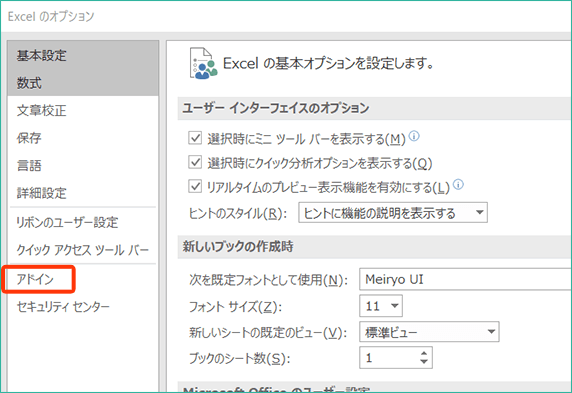 Excel のオプション
基本設定
数式
文章校正
保存
言語
詳細設定
リボンのユーザー設定
クイック アクセス ツール バー
アドイン
セキュリティ センター
Excel の基本オプションを設定します。
ユーザー インターフェイスのオプション
選択時にミニ ツール バーを表示する(M)
選択時にクイック分析オプションを表示する(Q)
リアルタイムのプレビュー表示機能を有効にする(L)
ヒントのスタイル(R): ヒントに機能の説明を表示する
新しいブックの作成時
次を既定フォントとして使用(N): Meiryo UI
フォント サイズ(Z): 11
新しいシートの既定のビュー(V): 標準ビュー
ブックのシート数(S): 1
Microsoft Office のユーザー設定